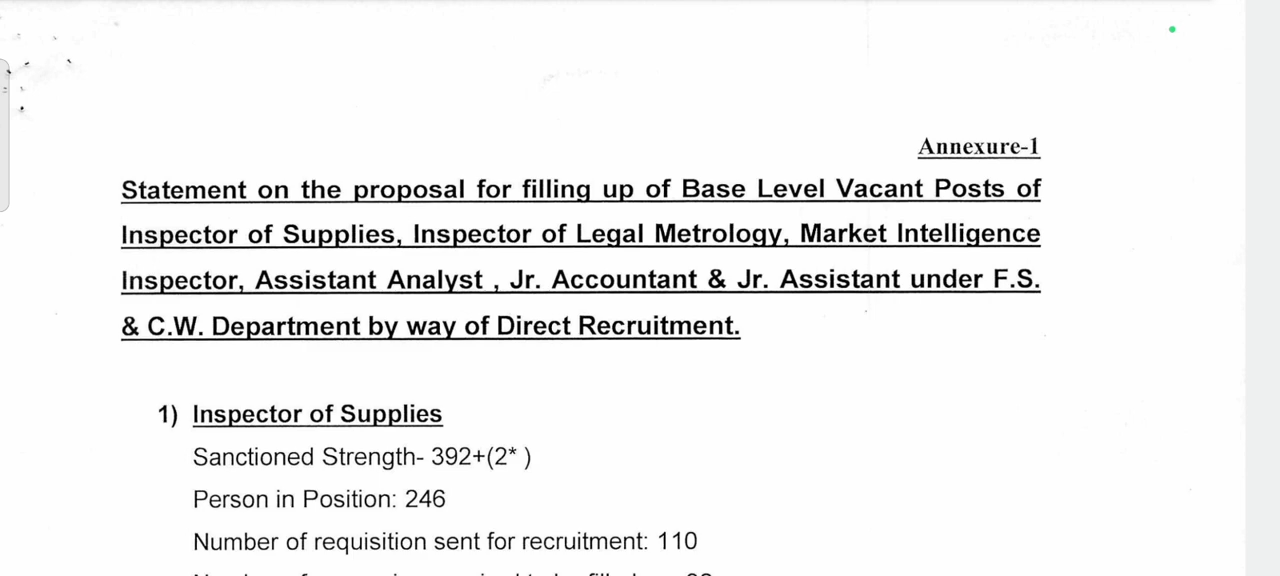 Annexure-1
Statement on the proposal for filling up of Base Level Vacant Posts of
Inspector of Supplies, Inspector of Legal Metrology, Market Intelligence
Inspector, Assistant Analyst , Jr. Accountant & Jr. Assistant under F.S.
& C.W. Department by way of Direct Recruitment.
1) Inspector of Supplies
Sanctioned Strength- 392+(2* )
Person in Position: 246
Number of requisition sent for recruitment: 110